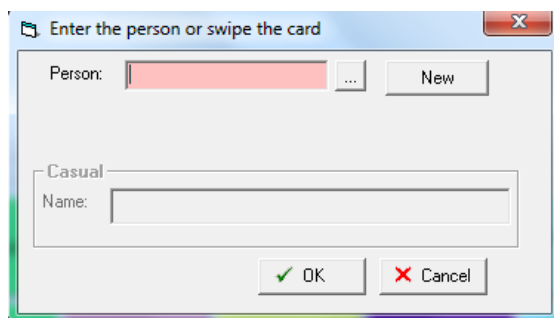 Enter the person or swipe the card
Person: ... New
Casual
Name:
OK Cancel